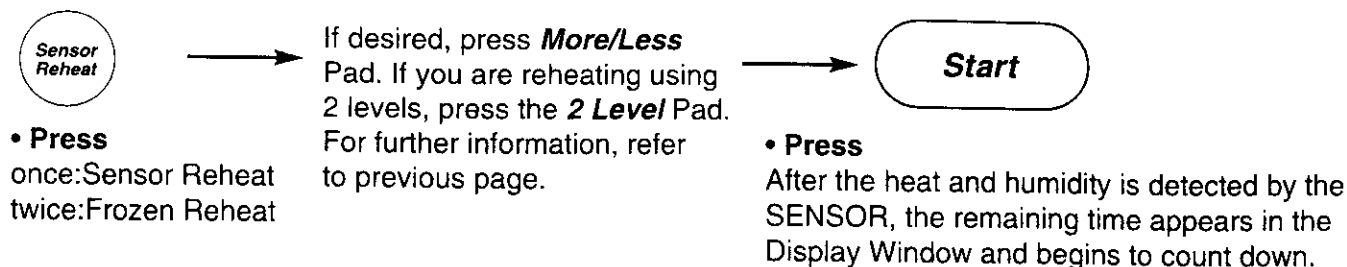 Sensor
Reheat
• Press
once:Sensor Reheat
twice:Frozen Reheat
If desired, press More/Less
Pad. If you are reheating using
2 levels, press the 2 Level Pad.
For further information, refer
to previous page.
Start
• Press
After the heat and humidity is detected by the
SENSOR, the remaining time appears in the
Display Window and begins to count down.